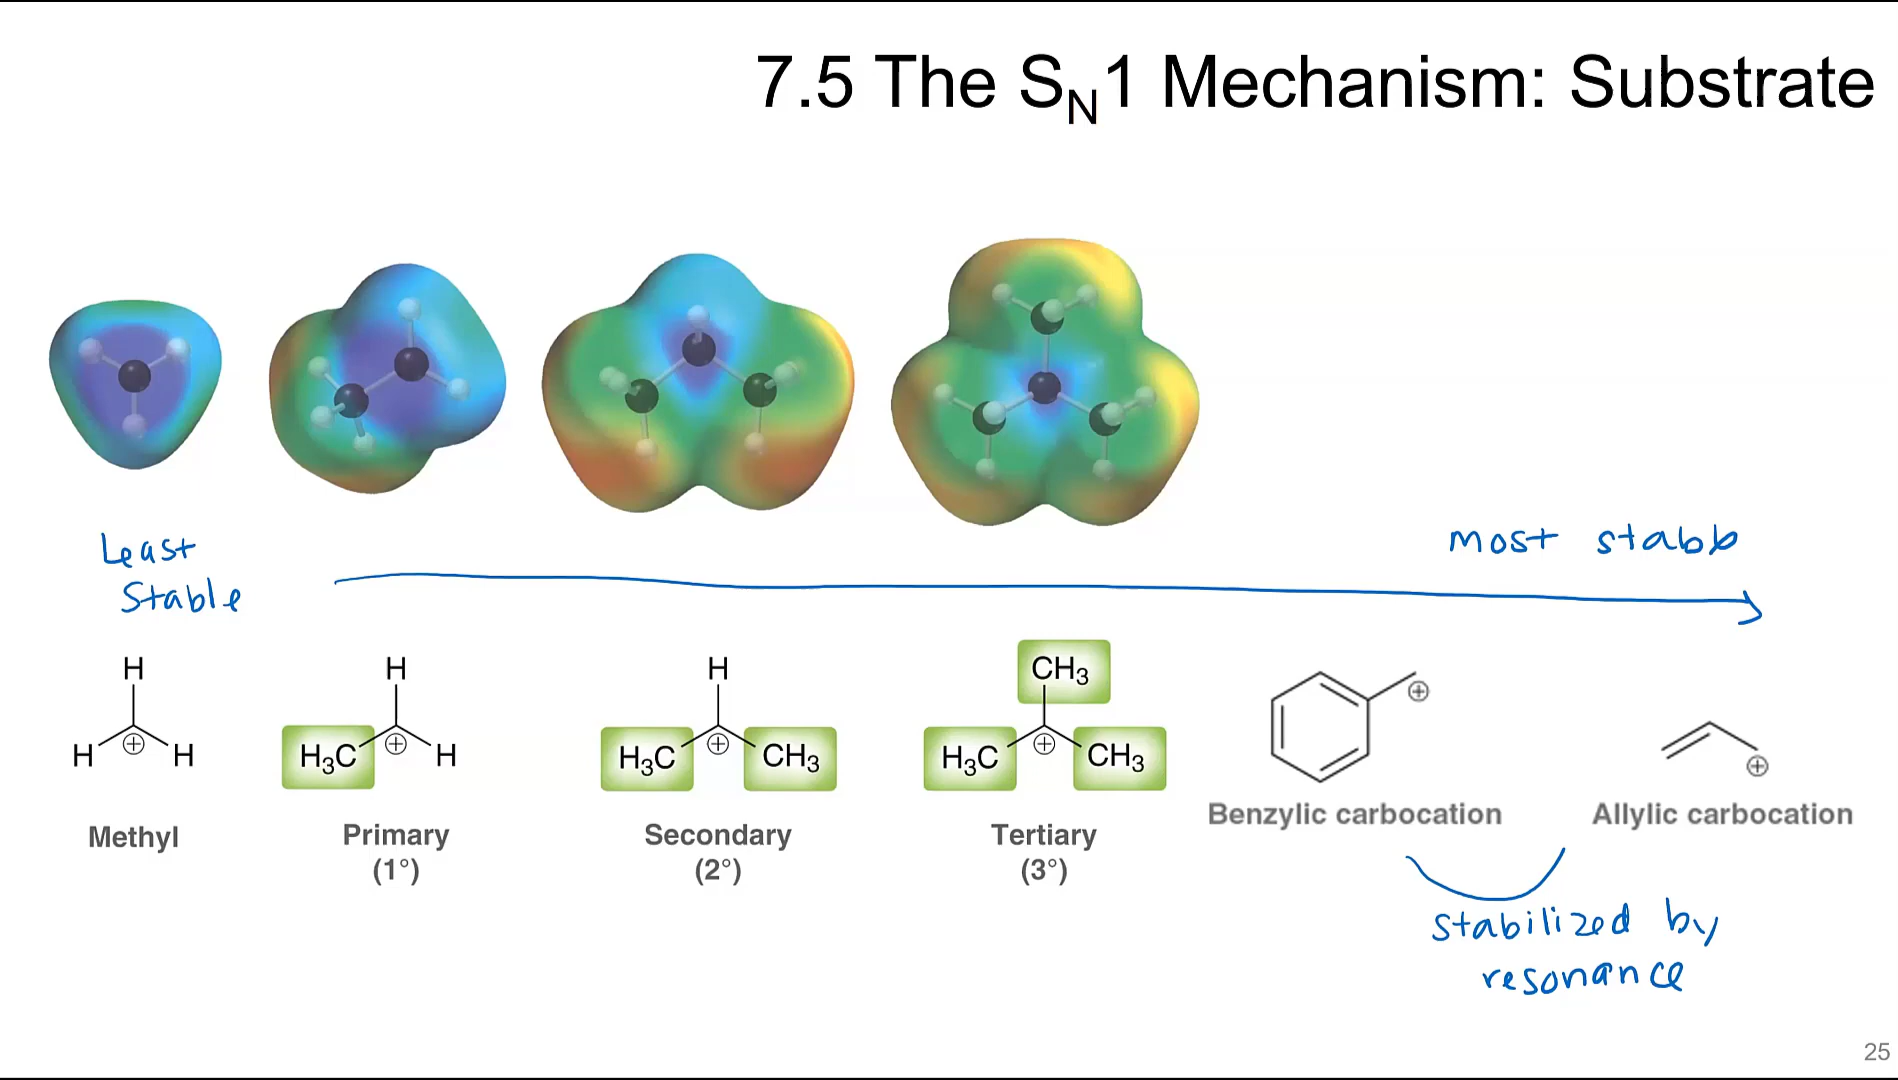 7.5 The SN1 Mechanism: Substrate
Least
Stable
most stabb
H
H ⊕ H
H
H3C ⊕ H
H
H3C ⊕ CH3
CH3
H3C ⊕ CH3
⊕
⊕
Methyl
Primary
(1°)
Secondary
(2°)
Tertiary
(3°)
Benzylic carbocation
Allylic carbocation
stabilized by
resonance
25